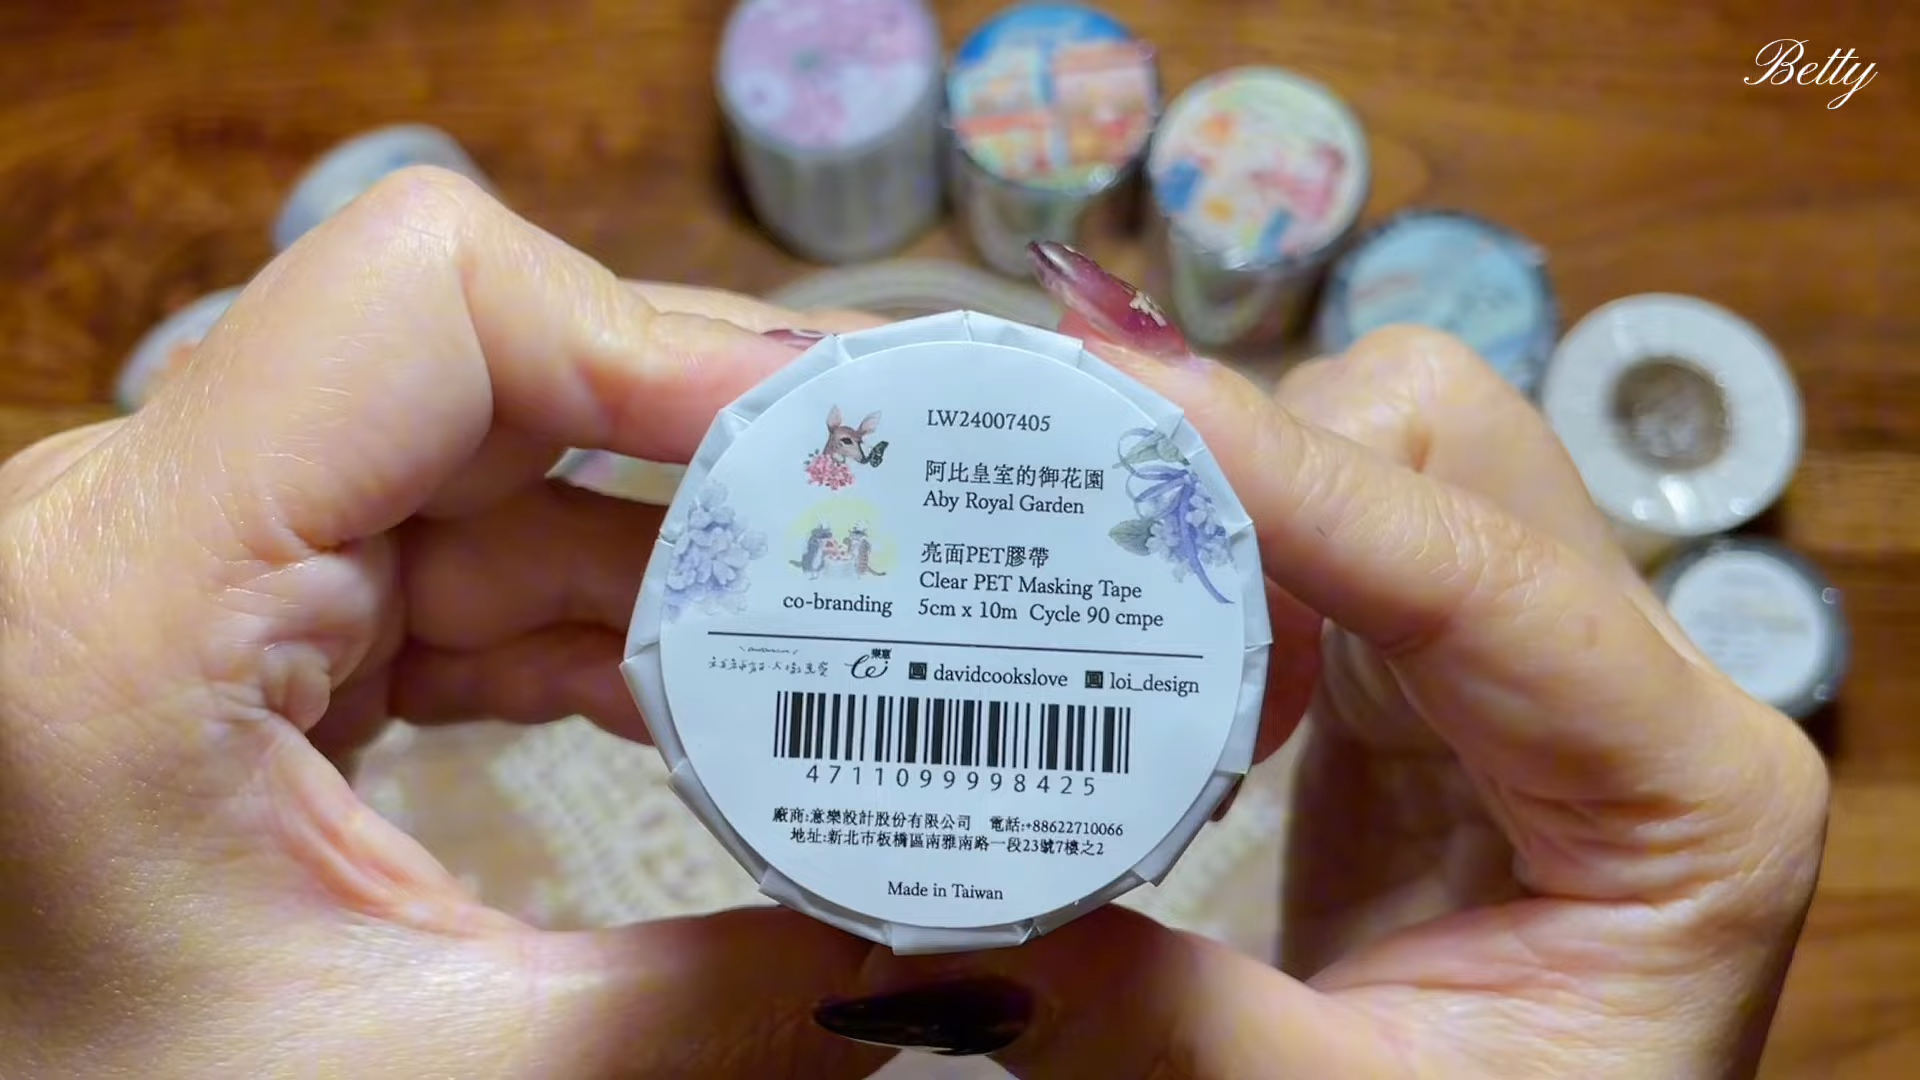 Betty
LW24007405
阿比皇室的御花園
Aby Royal Garden
亮面PET膠帶
Clear PET Masking Tape
5cm x 10m Cycle 90 cmpe
co-branding
樂意
davidcookslove
loi_design
4711099998425
廠商:意樂設計股份有限公司 電話:+88622710066
地址:新北市板橋區南雅南路一段23號7樓之2
Made in Taiwan